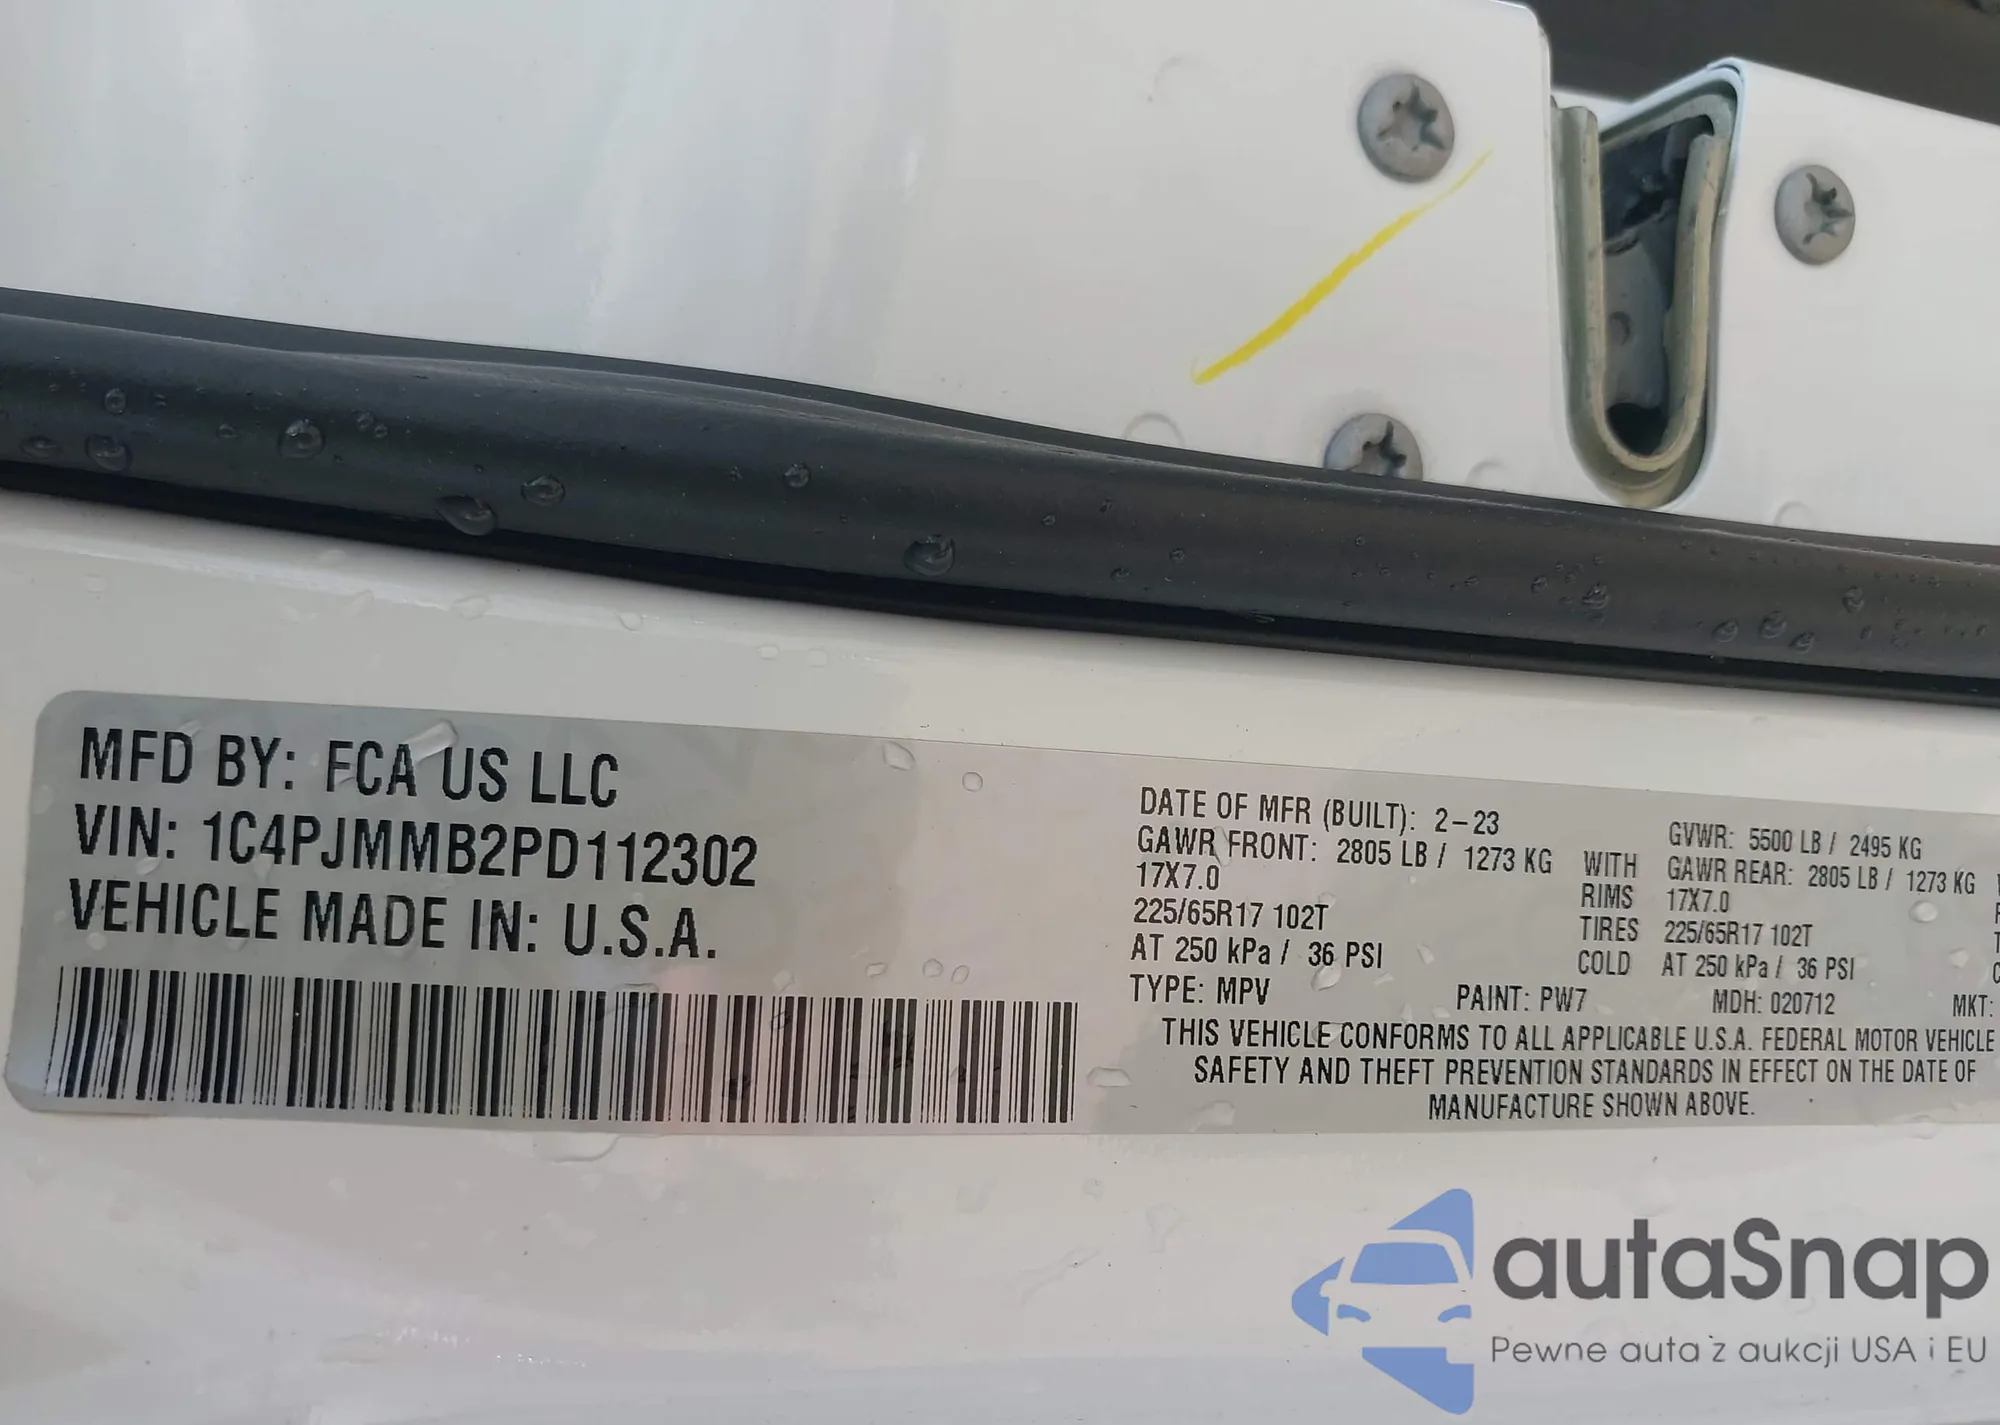 MFD BY: FCA US LLC
VIN: 1C4PJMMB2PD112302
VEHICLE MADE IN: U.S.A.
DATE OF MFR (BUILT): 2-23 GVWR: 5500 LB / 2495 KG
GAWR FRONT: 2805 LB / 1273 KG WITH GAWR REAR: 2805 LB / 1273 KG
17X7.0 RIMS 17X7.0
225/65R17 102T TIRES 225/65R17 102T
AT 250 kPa / 36 PSI COLD AT 250 kPa / 36 PSI
TYPE: MPV PAINT: PW7 MDH: 020712 MKT:
THIS VEHICLE CONFORMS TO ALL APPLICABLE U.S.A. FEDERAL MOTOR VEHICLE
SAFETY AND THEFT PREVENTION STANDARDS IN EFFECT ON THE DATE OF
MANUFACTURE SHOWN ABOVE.
autaSnap
Pewne auta z aukcji USA i EU